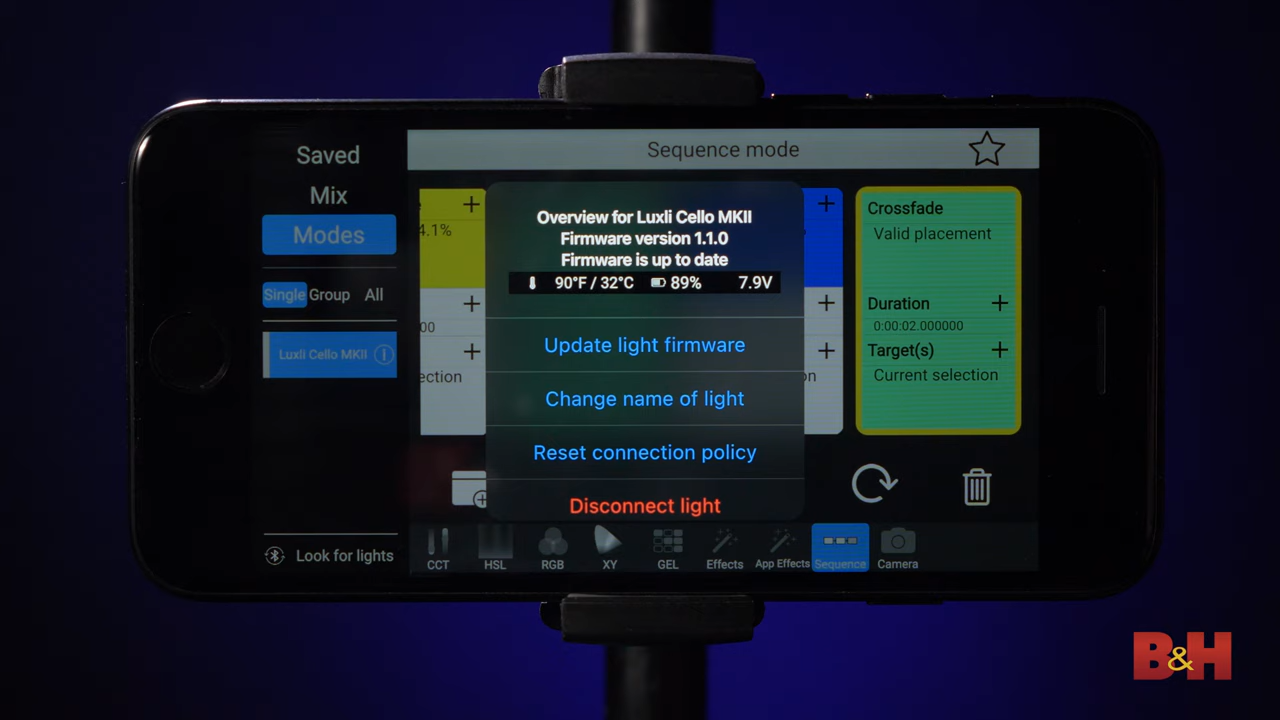 Saved
Mix
Modes
Single Group All
Luxli Cello MKII
Look for lights
Sequence mode
4.1%
00
ection
Overview for Luxli Cello MKII
Firmware version 1.1.0
Firmware is up to date
90°F / 32°C 89% 7.9V
Update light firmware
Change name of light
Reset connection policy
Disconnect light
on
Crossfade
Valid placement
Duration
0:00:02.000000
Target(s)
Current selection
CCT HSL RGB XY GEL Effects App Effects Sequence Camera
B&H